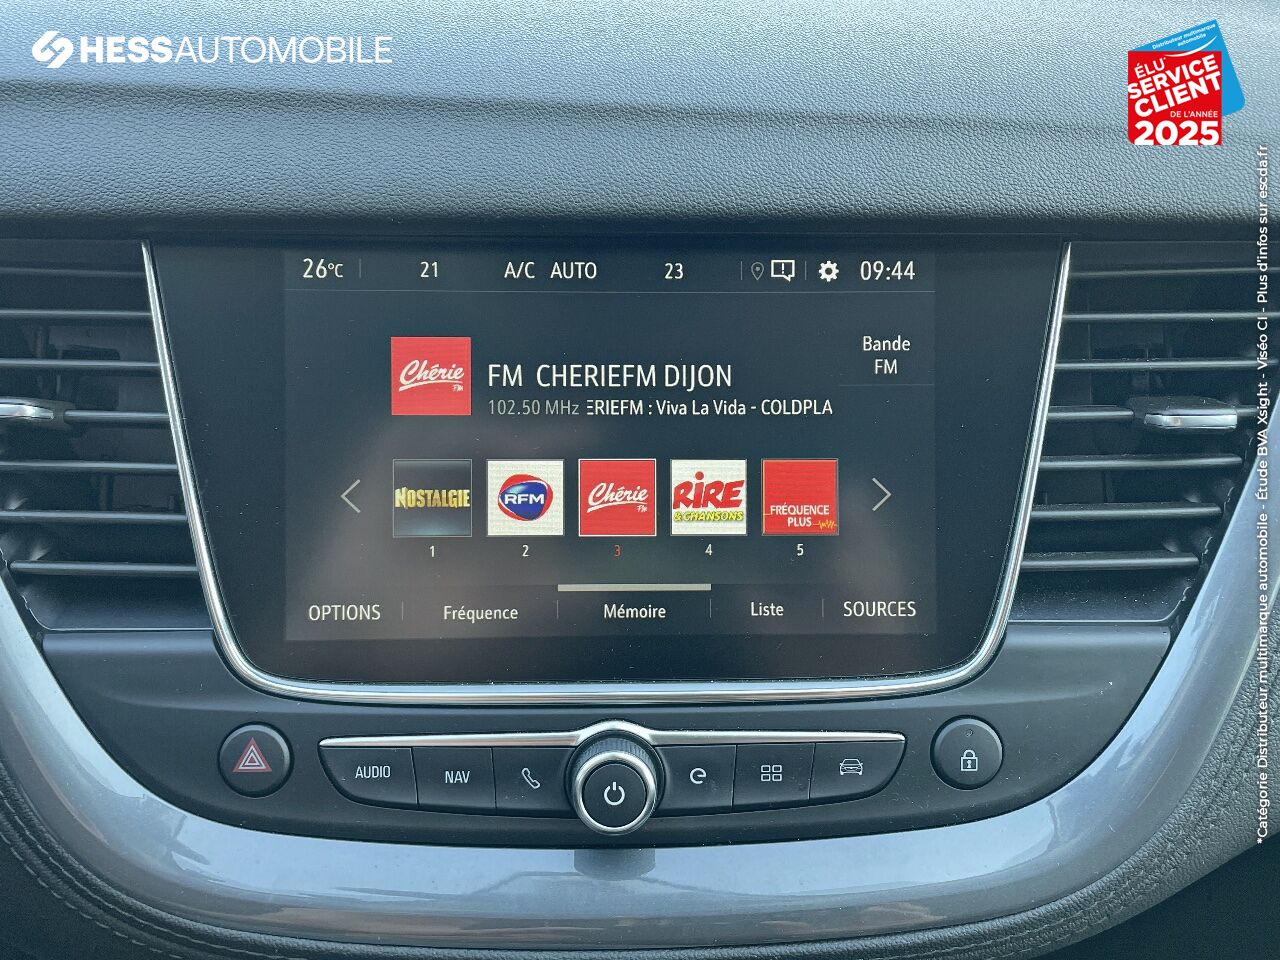 HESSAUTOMOBILE
Distributeur multimarque
automobile
ÉLU
SERVICE
CLIENT
DE L'ANNÉE
2025
*Catégorie Distributeur multimarque automobile - Étude BVA Xsight - Viséo CI - Plus d'infos sur escda.fr
26°C 21 A/C AUTO 23 09:44
Bande
FM
Chérie
FM
FM CHERIEFM DIJON
102.50 MHz ERIEFM : Viva La Vida - COLDPLA
NOSTALGIE
RFM
Chérie
FM
RIRE
& CHANSONS
FRÉQUENCE
PLUS
1 2 3 4 5
OPTIONS Fréquence Mémoire Liste SOURCES
AUDIO NAV